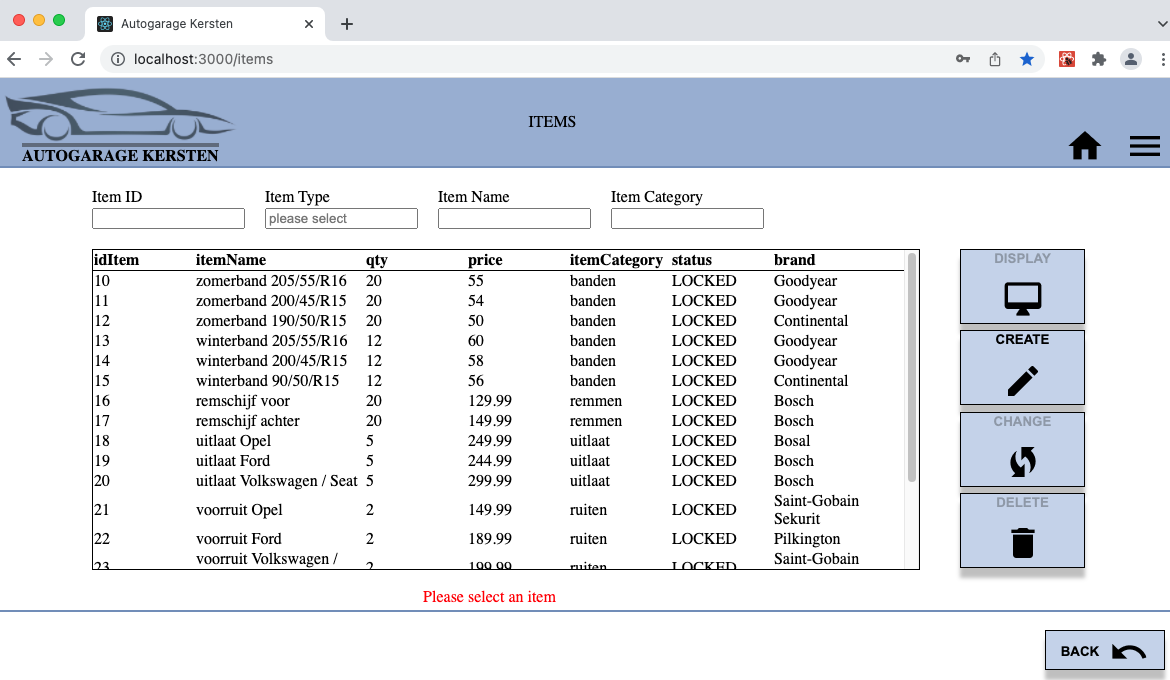 Autogarage Kersten
localhost:3000/items
ITEMS
AUTOGARAGE KERSTEN
Item ID Item Type Item Name Item Category
please select
idItem itemName qty price itemCategory status brand
10 zomerband 205/55/R16 20 55 banden LOCKED Goodyear
11 zomerband 200/45/R15 20 54 banden LOCKED Goodyear
12 zomerband 190/50/R15 20 50 banden LOCKED Continental
13 winterband 205/55/R16 12 60 banden LOCKED Goodyear
14 winterband 200/45/R15 12 58 banden LOCKED Goodyear
15 winterband 90/50/R15 12 56 banden LOCKED Continental
16 remschijf voor 20 129.99 remmen LOCKED Bosch
17 remschijf achter 20 149.99 remmen LOCKED Bosch
18 uitlaat Opel 5 249.99 uitlaat LOCKED Bosal
19 uitlaat Ford 5 244.99 uitlaat LOCKED Bosch
20 uitlaat Volkswagen / Seat 5 299.99 uitlaat LOCKED Bosch
21 voorruit Opel 2 149.99 ruiten LOCKED Saint-Gobain
Sekurit
22 voorruit Ford 2 189.99 ruiten LOCKED Pilkington
23 voorruit Volkswagen / 2 199.99 ruiten LOCKED Saint-Gobain
DISPLAY
CREATE
CHANGE
DELETE
Please select an item
BACK